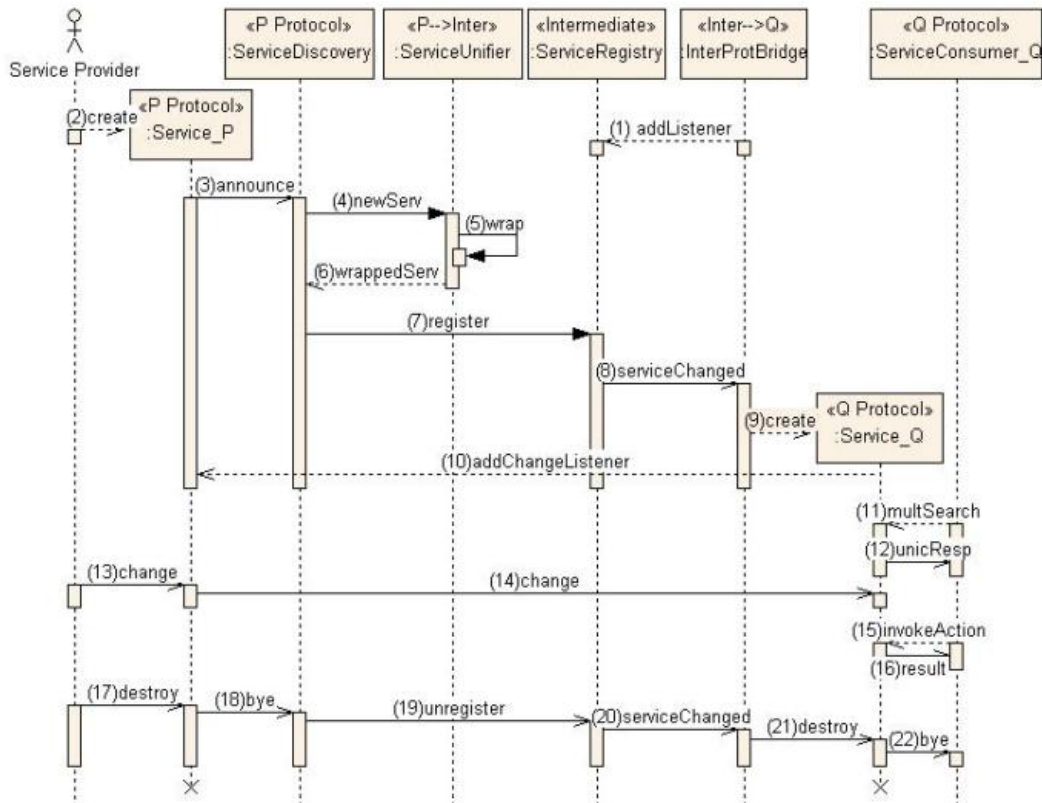 «P Protocol»
:ServiceDiscovery
«P-->Inter»
:ServiceUnifier
«Intermediate»
:ServiceRegistry
«Inter-->Q»
:InterProtBridge
«Q Protocol»
:ServiceConsumer_Q
Service Provider
(2)create
«P Protocol»
:Service_P
(1) addListener
(3)announce
(4)newServ
(5)wrap
(6)wrappedServ
(7)register
(8)serviceChanged
(9)create
«Q Protocol»
:Service_Q
(10)addChangeListener
(11)multSearch
(12)unicResp
(13)change
(14)change
(15)invokeAction
(16)result
(17)destroy
(18)bye
(19)unregister
(20)serviceChanged
(21)destroy
(22)bye